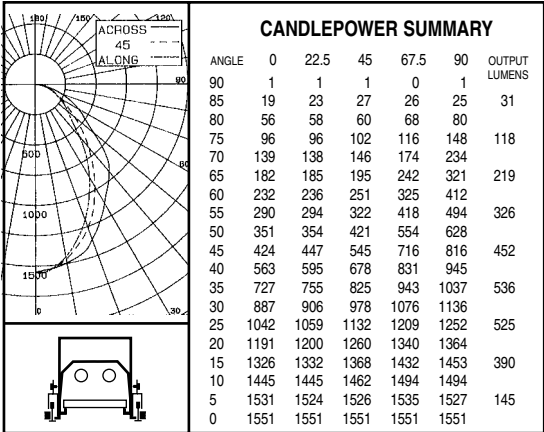 180 150 120
ACROSS
45
ALONG
90
500
60
1000
1500
0 30
CANDLEPOWER SUMMARY
ANGLE 0 22.5 45 67.5 90 OUTPUT
LUMENS
90 1 1 1 0 1
85 19 23 27 26 25 31
80 56 58 60 68 80
75 96 96 102 116 148 118
70 139 138 146 174 234
65 182 185 195 242 321 219
60 232 236 251 325 412
55 290 294 322 418 494 326
50 351 354 421 554 628
45 424 447 545 716 816 452
40 563 595 678 831 945
35 727 755 825 943 1037 536
30 887 906 978 1076 1136
25 1042 1059 1132 1209 1252 525
20 1191 1200 1260 1340 1364
15 1326 1332 1368 1432 1453 390
10 1445 1445 1462 1494 1494
5 1531 1524 1526 1535 1527 145
0 1551 1551 1551 1551 1551